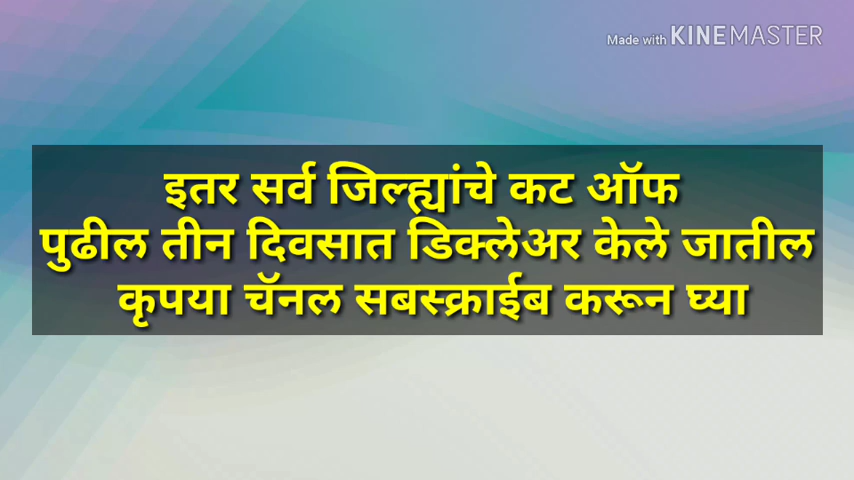 Made with KINEMASTER
इतर सर्व जिल्ह्यांचे कट ऑफ
पुढील तीन दिवसात डिक्लेअर केले जातील
कृपया चॅनल सबस्क्राईब करून घ्या